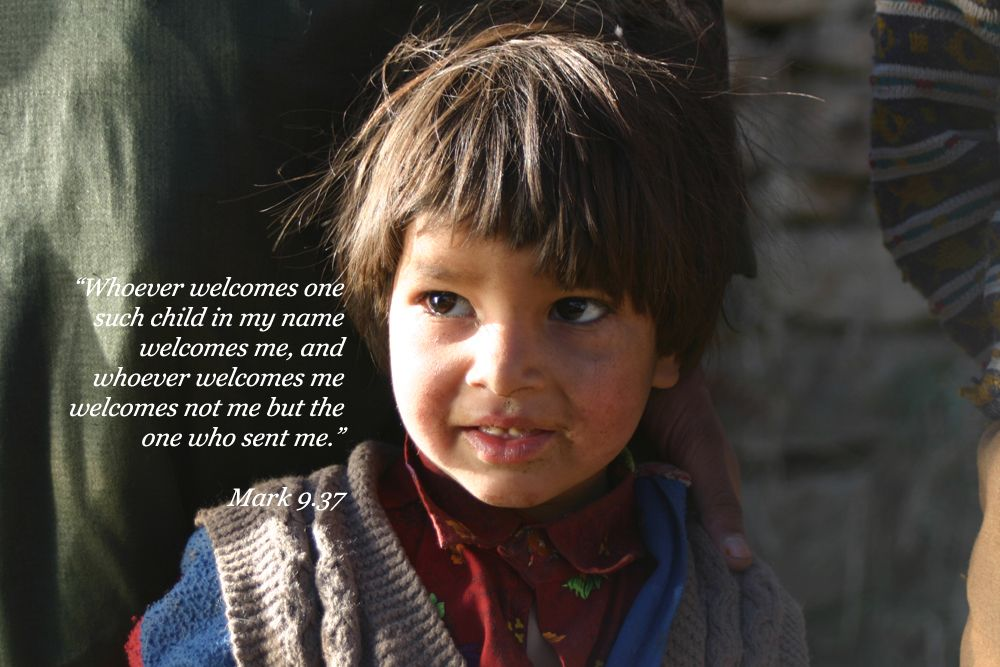 “Whoever welcomes one
such child in my name
welcomes me, and
whoever welcomes me
welcomes not me but the
one who sent me.”
Mark 9.37